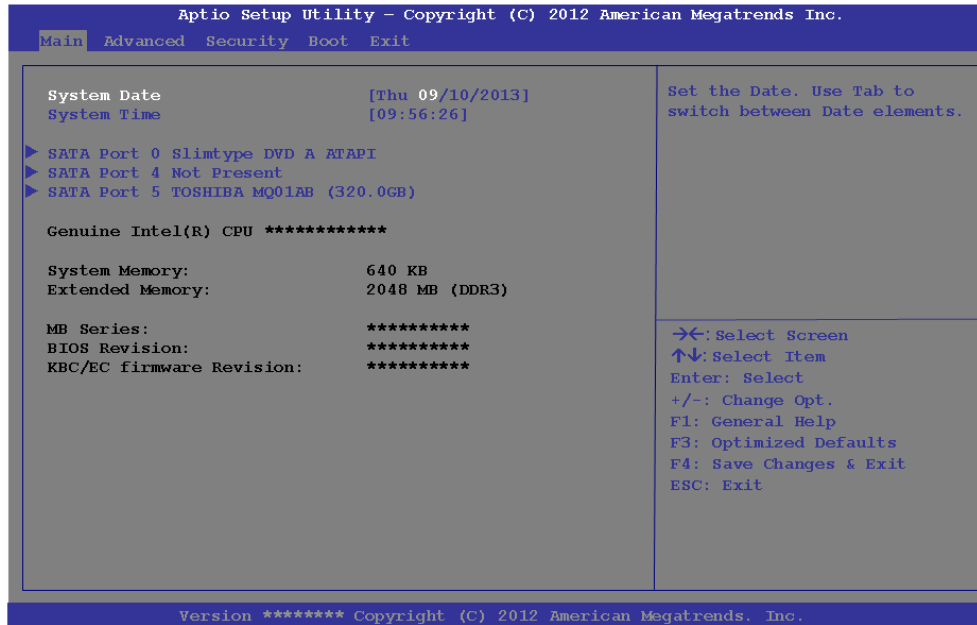 Aptio Setup Utility – Copyright (C) 2012 American Megatrends Inc.
Main Advanced Security Boot Exit
System Date [Thu 09/10/2013]
System Time [09:56:26]
▶ SATA Port 0 Slimtype DVD A ATAPI
▶ SATA Port 4 Not Present
▶ SATA Port 5 TOSHIBA MQ01AB (320.0GB)
Genuine Intel(R) CPU ************
System Memory: 640 KB
Extended Memory: 2048 MB (DDR3)
MB Series: **********
BIOS Revision: **********
KBC/EC firmware Revision: **********
Set the Date. Use Tab to
switch between Date elements.
→←: Select Screen
↑↓: Select Item
Enter: Select
+/-: Change Opt.
F1: General Help
F3: Optimized Defaults
F4: Save Changes & Exit
ESC: Exit
Version ******** Copyright (C) 2012 American Megatrends. Inc.